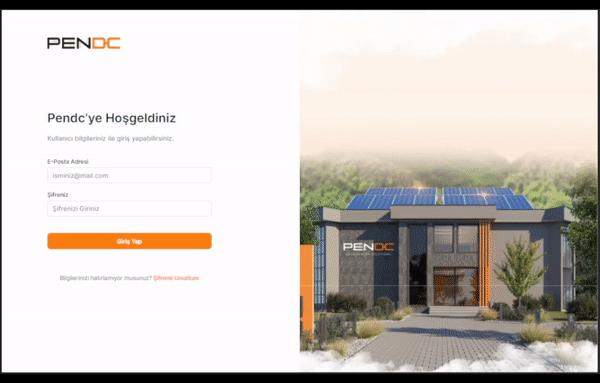 PENDC
Pendc'ye Hoşgeldiniz
Kullanıcı bilgileriniz ile giriş yapabilirsiniz.
E-Posta Adresi
isminiz@mail.com
Şifreniz
Şifrenizi Giriniz
Giriş Yap
Bilgilerinizi hatırlamıyor musunuz? Şifremi Unuttum
PENDC